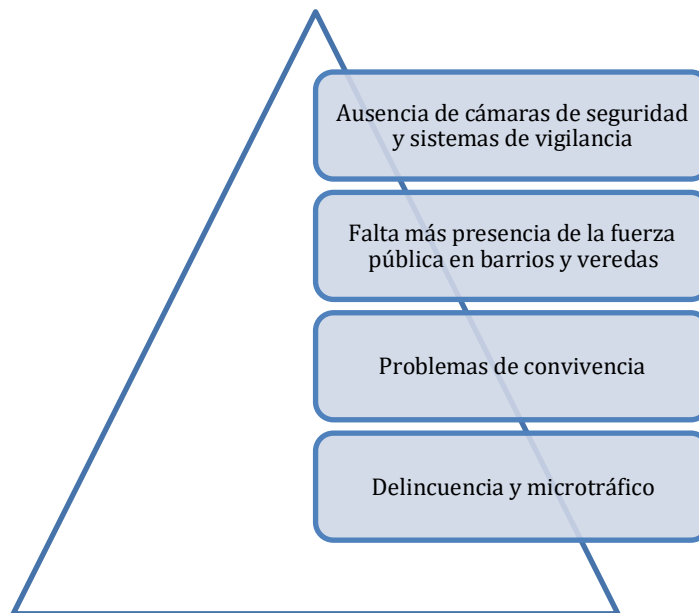 Ausencia de cámaras de seguridad
y sistemas de vigilancia
Falta más presencia de la fuerza
pública en barrios y veredas
Problemas de convivencia
Delincuencia y microtráfico